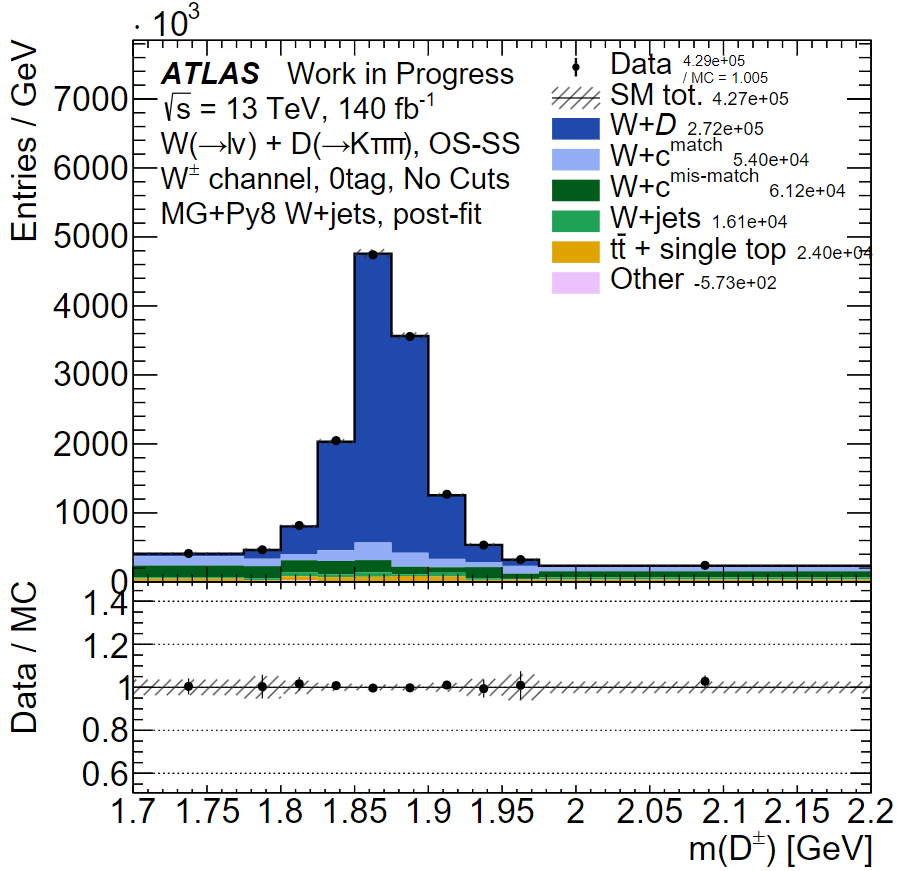 · 10³
Entries / GeV
7000
6000
5000
4000
3000
2000
1000
0
ATLAS Work in Progress
√s = 13 TeV, 140 fb⁻¹
W(→lν) + D(→Kππ), OS-SS
W± channel, 0tag, No Cuts
MG+Py8 W+jets, post-fit
Data 4.29e+05
/ MC = 1.005
SM tot. 4.27e+05
W+D 2.72e+05
W+cmatch 5.40e+04
W+cmis-match 6.12e+04
W+jets 1.61e+04
tt̄ + single top 2.40e+04
Other -5.73e+02
Data / MC
1.4
1.2
1
0.8
0.6
1.7 1.75 1.8 1.85 1.9 1.95 2 2.05 2.1 2.15 2.2
m(D±) [GeV]